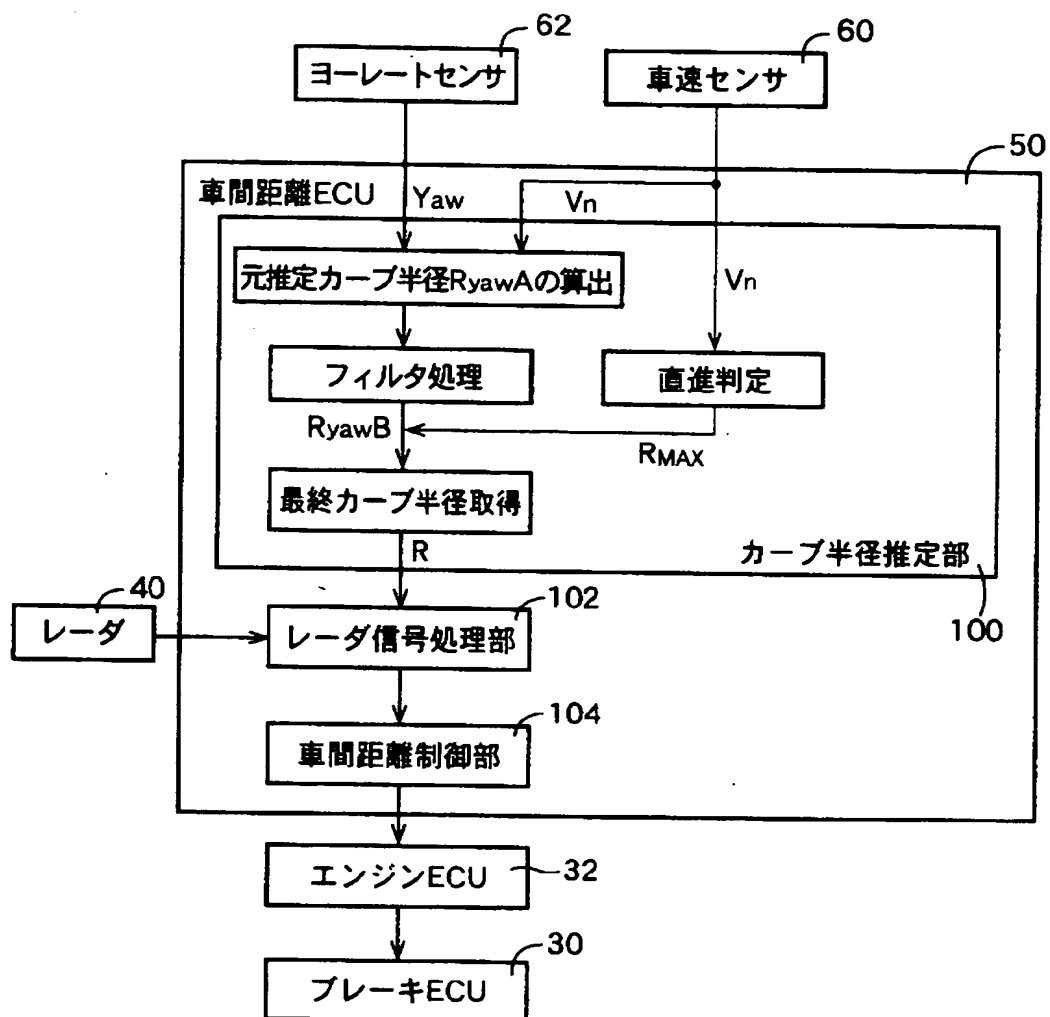 62
60
ヨーレートセンサ
車速センサ
50
車間距離ECU
Yaw
Vn
元推定カーブ半径RyawAの算出
Vn
フィルタ処理
直進判定
RyawB
RMAX
最終カーブ半径取得
R
カーブ半径推定部
40
102
100
レーダ
レーダ信号処理部
104
車間距離制御部
エンジンECU
32
30
ブレーキECU